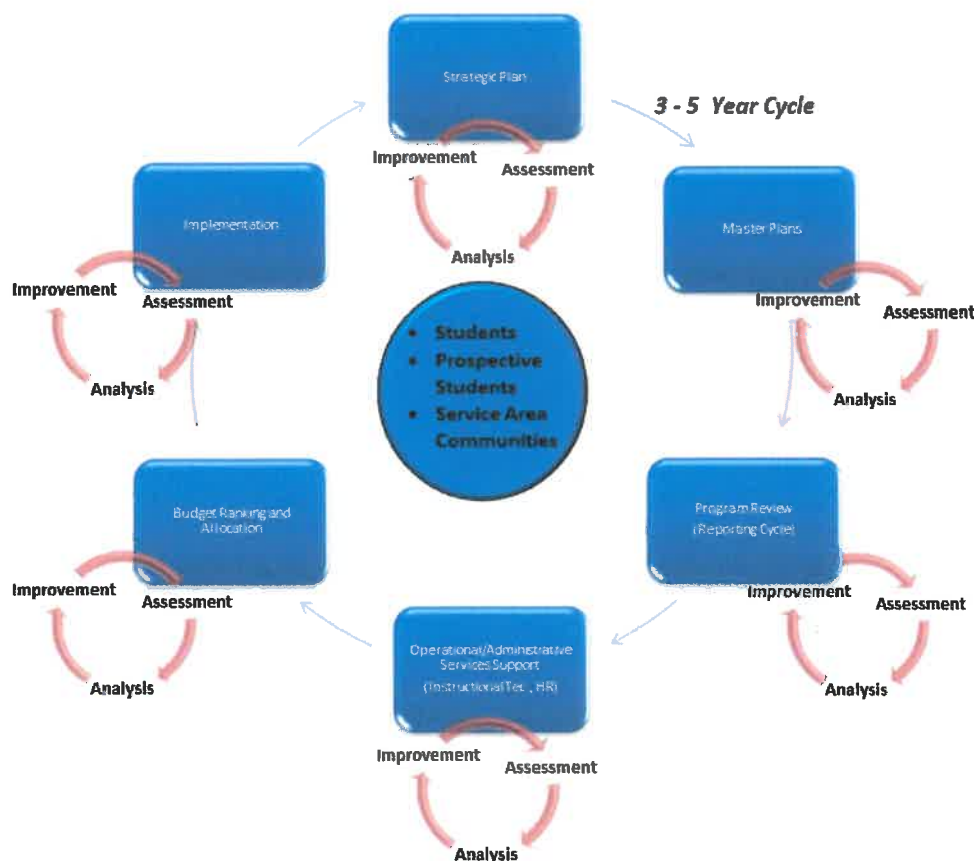 Strategic Plan
3 - 5 Year Cycle
Improvement
Assessment
Analysis
Master Plans
Improvement
Assessment
Analysis
Program Review
(Reporting Cycle)
Improvement
Assessment
Analysis
Operational/Administrative
Services Support
(Instructional Tec , HR)
Improvement
Assessment
Analysis
Budget Ranking and
Allocation
Improvement
Assessment
Analysis
Implementation
Improvement
Assessment
Analysis
• Students
• Prospective
Students
• Service Area
Communities